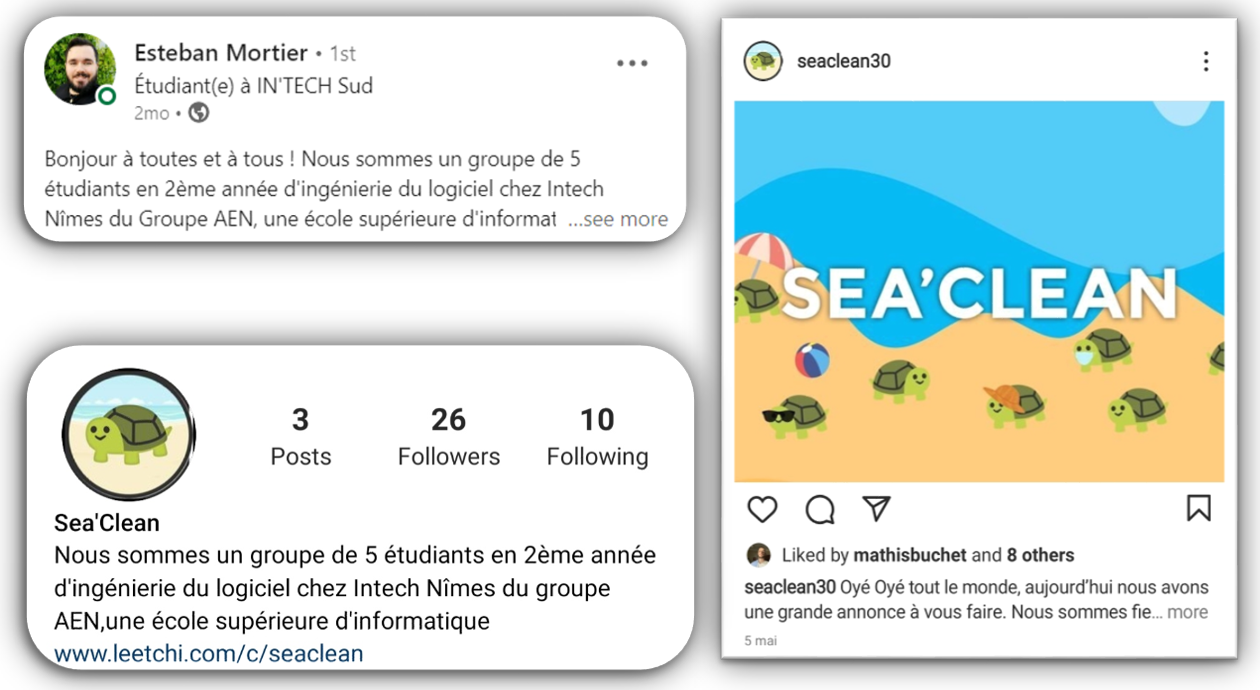 Esteban Mortier • 1st
Étudiant(e) à IN'TECH Sud
2mo •
Bonjour à toutes et à tous ! Nous sommes un groupe de 5
étudiants en 2ème année d'ingénierie du logiciel chez Intech
Nîmes du Groupe AEN, une école supérieure d'informat ...see more
3
26
10
Posts
Followers
Following
Sea'Clean
Nous sommes un groupe de 5 étudiants en 2ème année
d'ingénierie du logiciel chez Intech Nîmes du groupe
AEN,une école supérieure d'informatique
www.leetchi.com/c/seaclean
seaclean30
SEA'CLEAN
Liked by mathisbuchet and 8 others
seaclean30 Oyé Oyé tout le monde, aujourd'hui nous avons
une grande annonce à vous faire. Nous sommes fie... more
5 mai